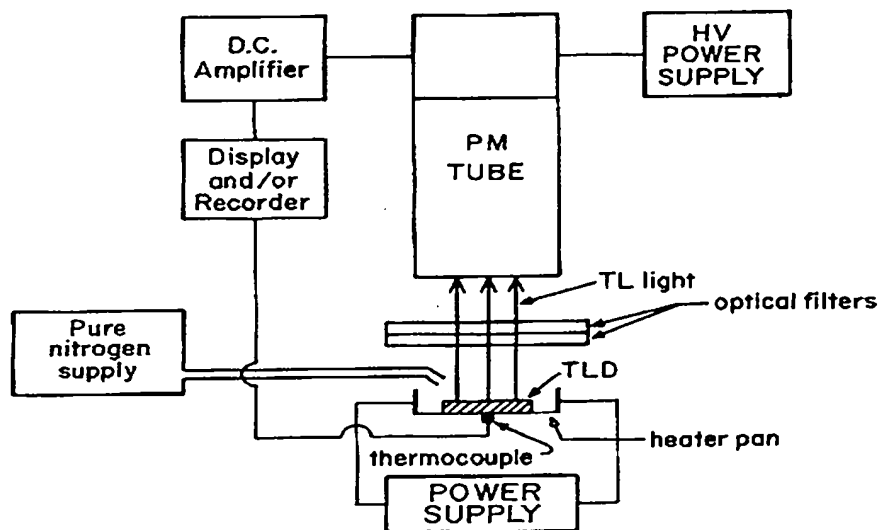 D.C.
Amplifier
HV
POWER
SUPPLY
PM
TUBE
Display
and/or
Recorder
TL light
optical filters
Pure
nitrogen
supply
TLD
heater pan
thermocouple
POWER
SUPPLY